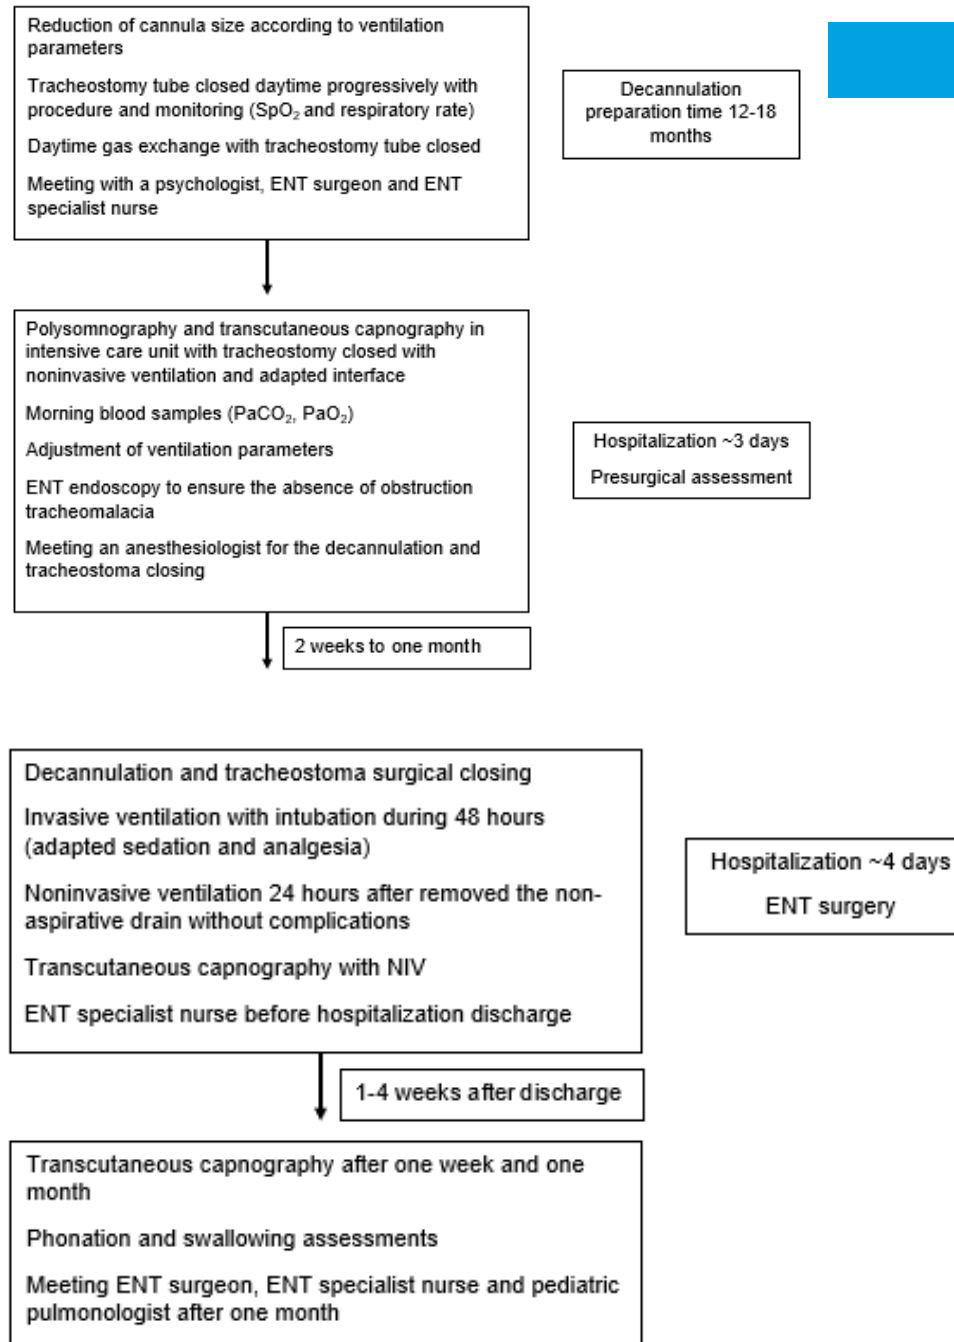 Reduction of cannula size according to ventilation
parameters
Tracheostomy tube closed daytime progressively with
procedure and monitoring (SpO₂ and respiratory rate)
Daytime gas exchange with tracheostomy tube closed
Meeting with a psychologist, ENT surgeon and ENT
specialist nurse
Decannulation
preparation time 12-18
months
Polysomnography and transcutaneous capnography in
intensive care unit with tracheostomy closed with
noninvasive ventilation and adapted interface
Morning blood samples (PaCO₂, PaO₂)
Adjustment of ventilation parameters
ENT endoscopy to ensure the absence of obstruction
tracheomalacia
Meeting an anesthesiologist for the decannulation and
tracheostoma closing
Hospitalization ~3 days
Presurgical assessment
2 weeks to one month
Decannulation and tracheostoma surgical closing
Invasive ventilation with intubation during 48 hours
(adapted sedation and analgesia)
Noninvasive ventilation 24 hours after removed the non-
aspirative drain without complications
Transcutaneous capnography with NIV
ENT specialist nurse before hospitalization discharge
Hospitalization ~4 days
ENT surgery
1-4 weeks after discharge
Transcutaneous capnography after one week and one
month
Phonation and swallowing assessments
Meeting ENT surgeon, ENT specialist nurse and pediatric
pulmonologist after one month